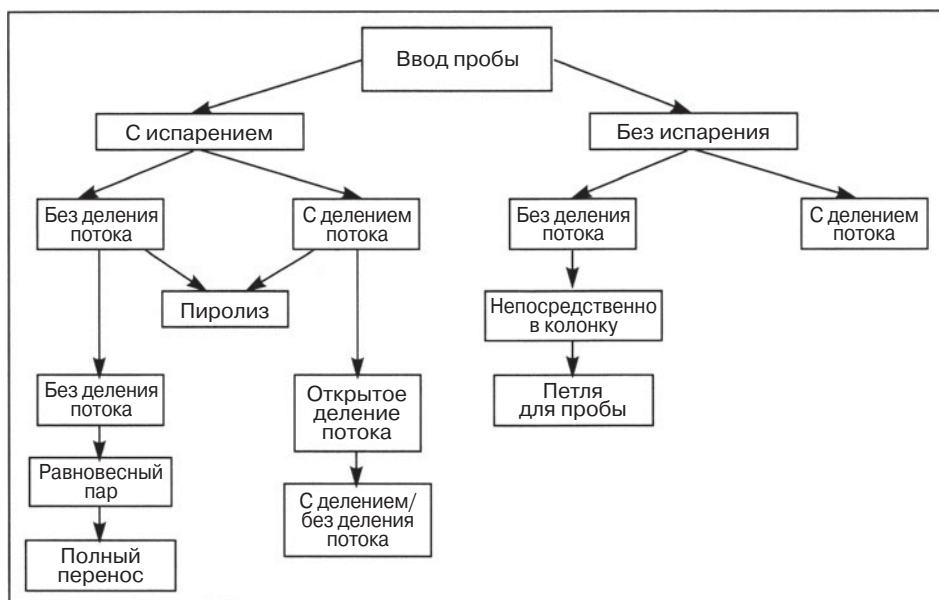 Ввод пробы
С испарением
Без испарения
Без деления
потока
С делением
потока
Без деления
потока
С делением
потока
Пиролиз
Непосредственно
в колонку
Без деления
потока
Открытое
деление
потока
Петля
для пробы
Равновесный
пар
С делением/
без деления
потока
Полный
перенос